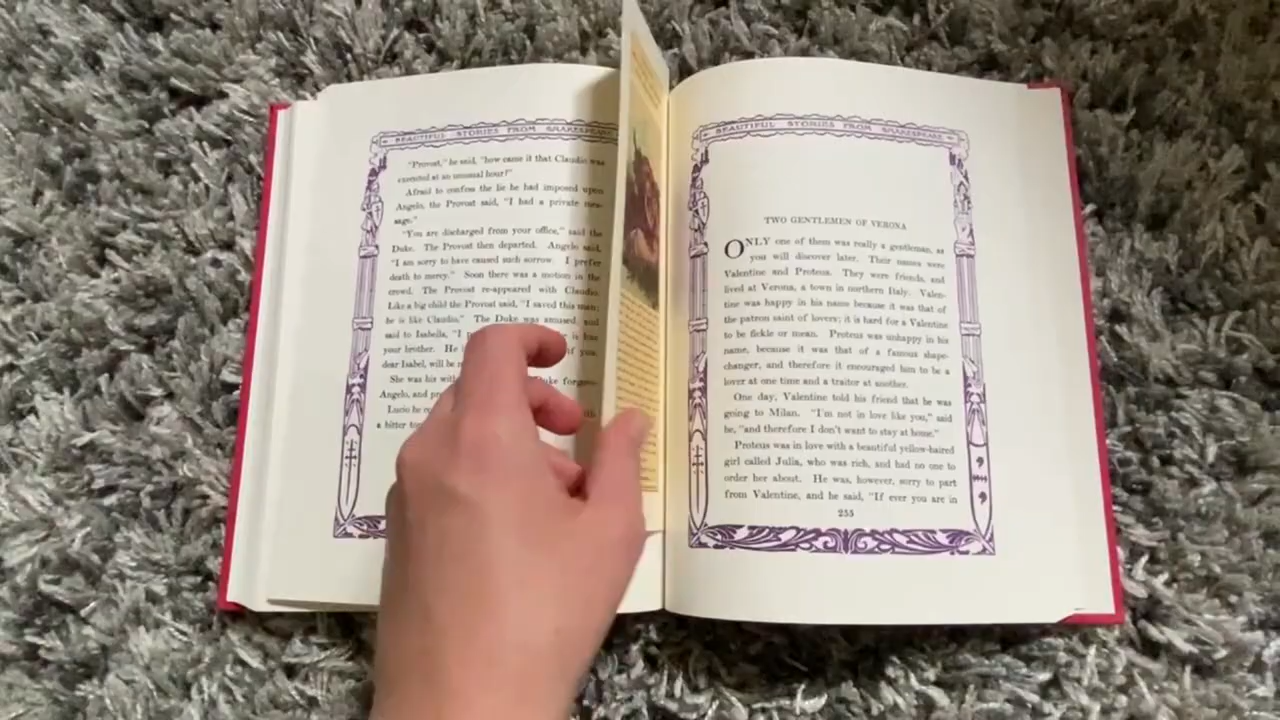 BEAUTIFUL STORIES FROM SHAKESPEARE
"Provost," he said, "how came it that Claudio was
executed at an unusual hour?"
Afraid to confess the lie he had imposed upon
Angelo, the Provost said, "I had a private mes-
sage."
"You are discharged from your office," said the
Duke. The Provost then departed. Angelo said,
"I am sorry to have caused such sorrow. I prefer
death to mercy." Soon there was a motion in the
crowd. The Provost re-appeared with Claudio.
Like a big child the Provost said, "I saved this man;
he is like Claudio." The Duke was amused, and
said to Isabella, "I is like
your brother. He of you,
dear Isabel, will be
She was his Duke forgave
Angelo, and
Lucio he with
a bitter
BEAUTIFUL STORIES FROM SHAKESPEARE
TWO GENTLEMEN OF VERONA
ONLY one of them was really a gentleman, as
you will discover later. Their names were
Valentine and Proteus. They were friends, and
lived at Verona, a town in northern Italy. Valen-
tine was happy in his name because it was that of
the patron saint of lovers; it is hard for a Valentine
to be fickle or mean. Proteus was unhappy in his
name, because it was that of a famous shape-
changer, and therefore it encouraged him to be a
lover at one time and a traitor at another.
One day, Valentine told his friend that he was
going to Milan. "I'm not in love like you," said
he, "and therefore I don't want to stay at home."
Proteus was in love with a beautiful yellow-haired
girl called Julia, who was rich, and had no one to
order her about. He was, however, sorry to part
from Valentine, and he said, "If ever you are in
255